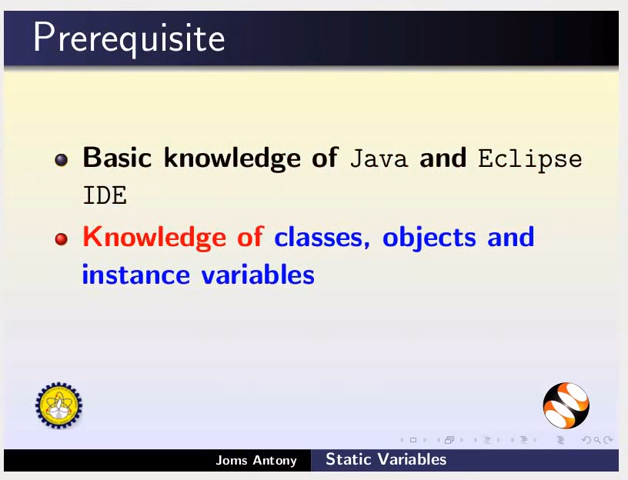 Prerequisite
Basic knowledge of Java and Eclipse
IDE
Knowledge of classes, objects and
instance variables
Joms Antony
Static Variables